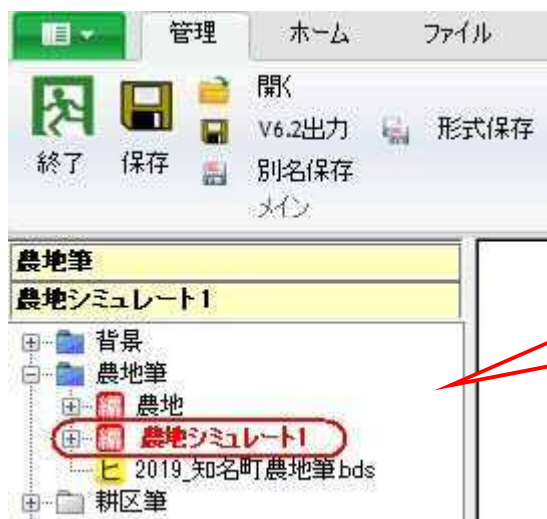 管理 ホーム ファイル
開く
V6.2出力 形式保存
終了 保存 別名保存
メイン
農地筆
農地シミュレート1
背景
農地筆
編 農地
編 農地シミュレート1
ヒ 2019_知名町農地筆.bds
耕区筆